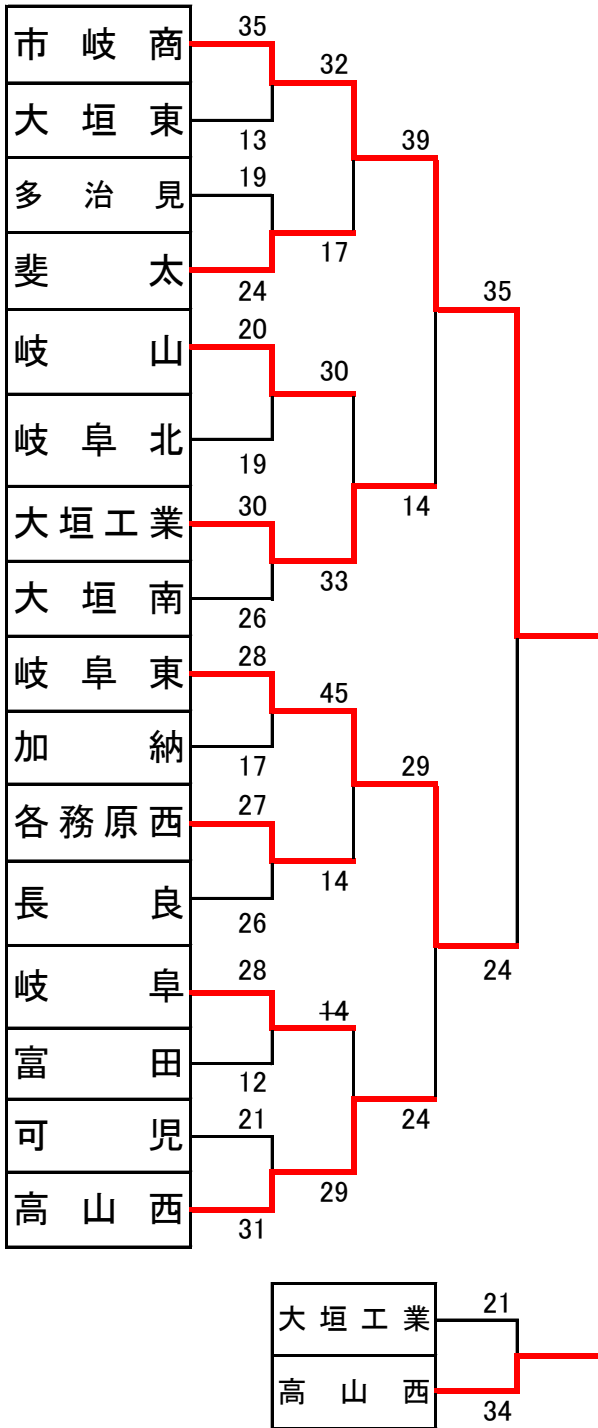 市岐商
35
32
大垣東
13
39
多治見
19
17
斐太
24
35
岐山
20
30
岐阜北
19
大垣工業
30
14
33
大垣南
26
岐阜東
28
45
加納
17
29
各務原西
27
14
長良
26
24
岐阜
28
14
富田
12
可児
21
24
29
高山西
31
大垣工業
21
高山西
34